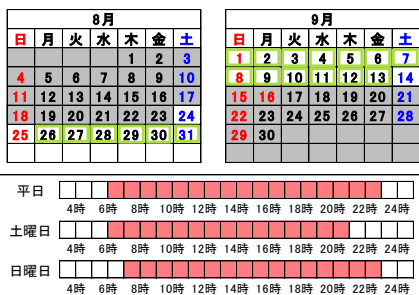 8月
日 月 火 水 木 金 土
1 2 3
4 5 6 7 8 9 10
11 12 13 14 15 16 17
18 19 20 21 22 23 24
25 26 27 28 29 30 31
9月
日 月 火 水 木 金 土
1 2 3 4 5 6 7
8 9 10 11 12 13 14
15 16 17 18 19 20 21
22 23 24 25 26 27 28
29 30
平日
4時 6時 8時 10時 12時 14時 16時 18時 20時 22時 24時
土曜日
4時 6時 8時 10時 12時 14時 16時 18時 20時 22時 24時
日曜日
4時 6時 8時 10時 12時 14時 16時 18時 20時 22時 24時